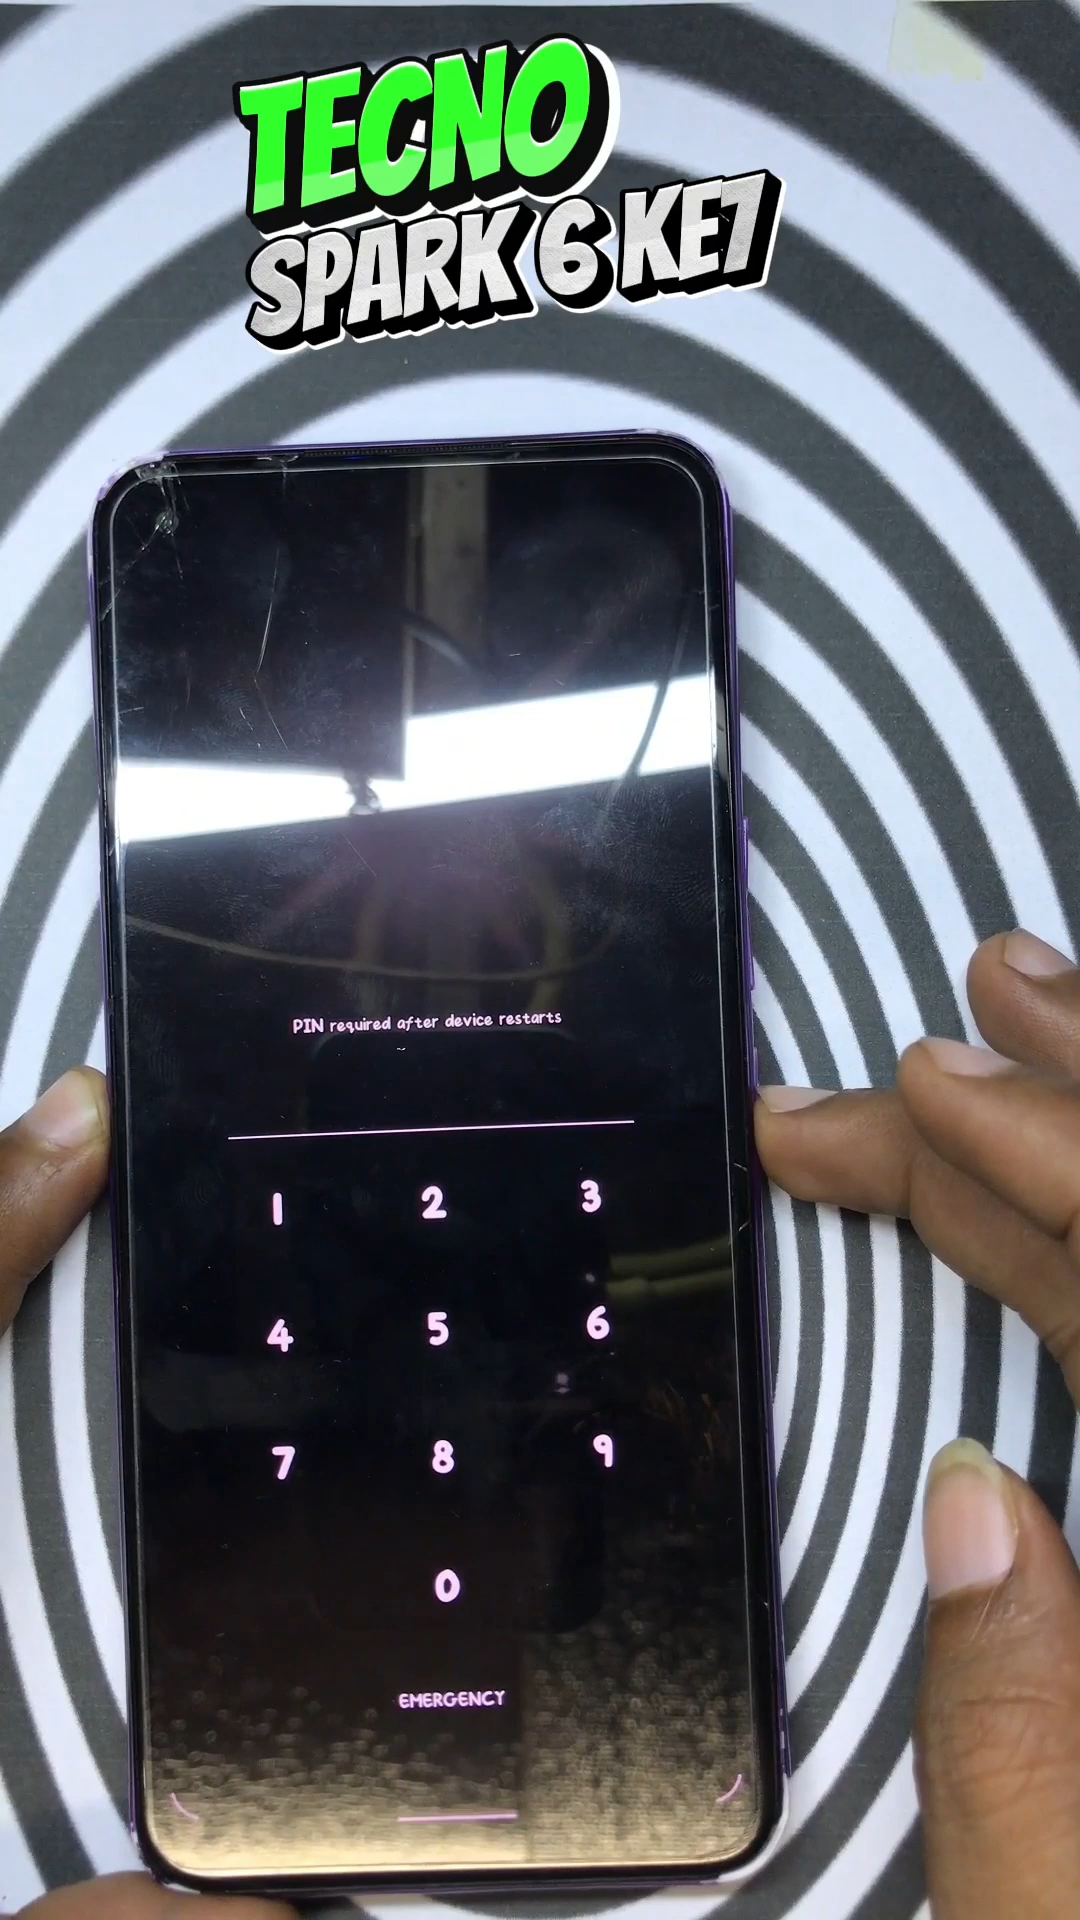 TECNO
SPARK 6 KE7
PIN required after device restarts
1 2 3
4 5 6
7 8 9
0
EMERGENCY